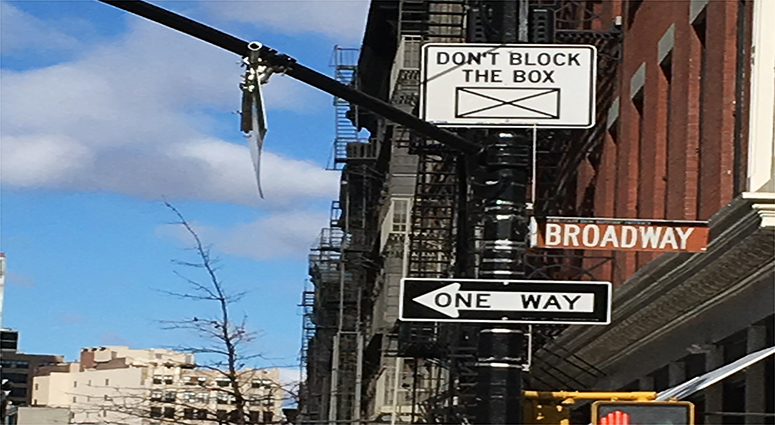 DON'T BLOCK
THE BOX
BROADWAY
ONE WAY